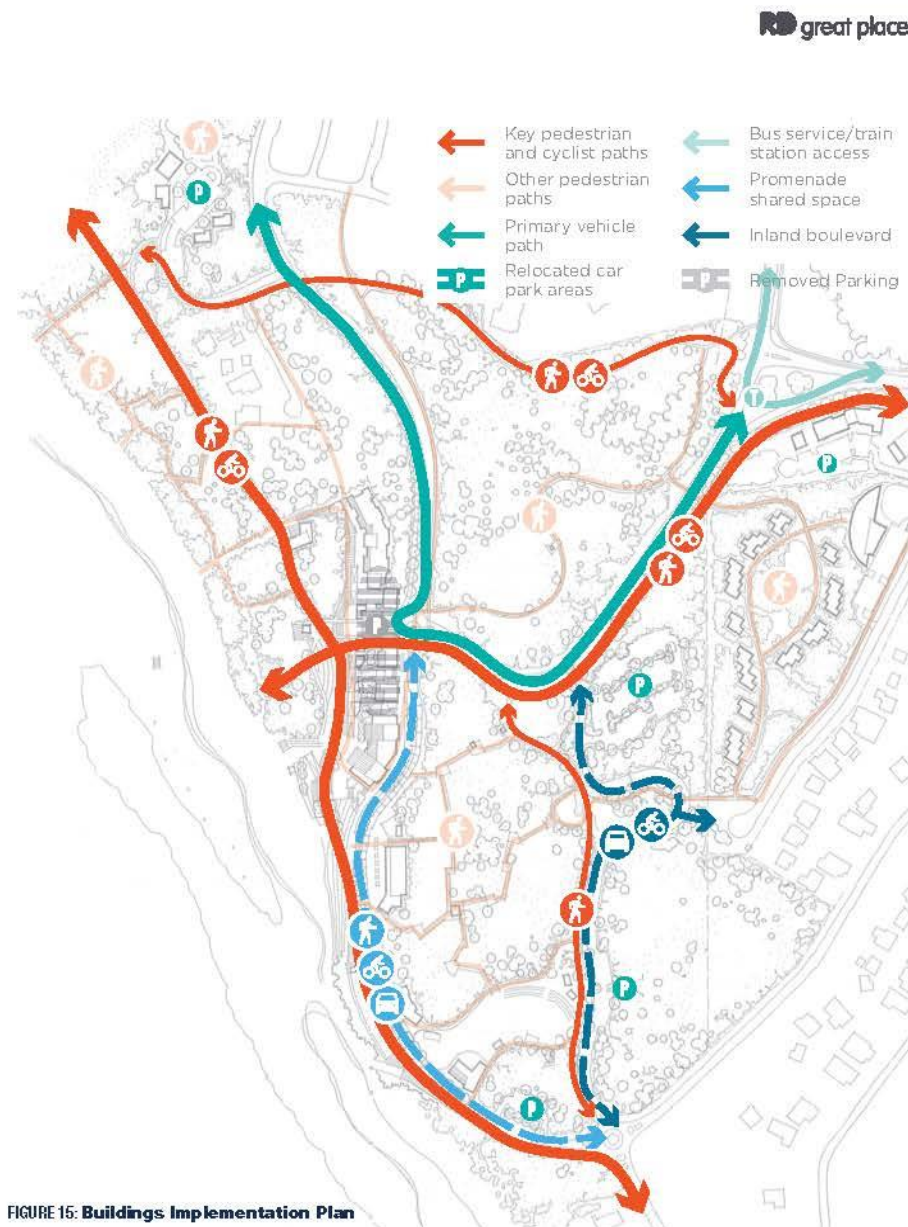 RD great place
Key pedestrian
and cyclist paths
Other pedestrian
paths
Primary vehicle
path
P Relocated car
park areas
Bus service/train
station access
Promenade
shared space
Inland boulevard
P Removed Parking
P
T
P
P
P
P
P
FIGURE 15: Buildings Implementation Plan